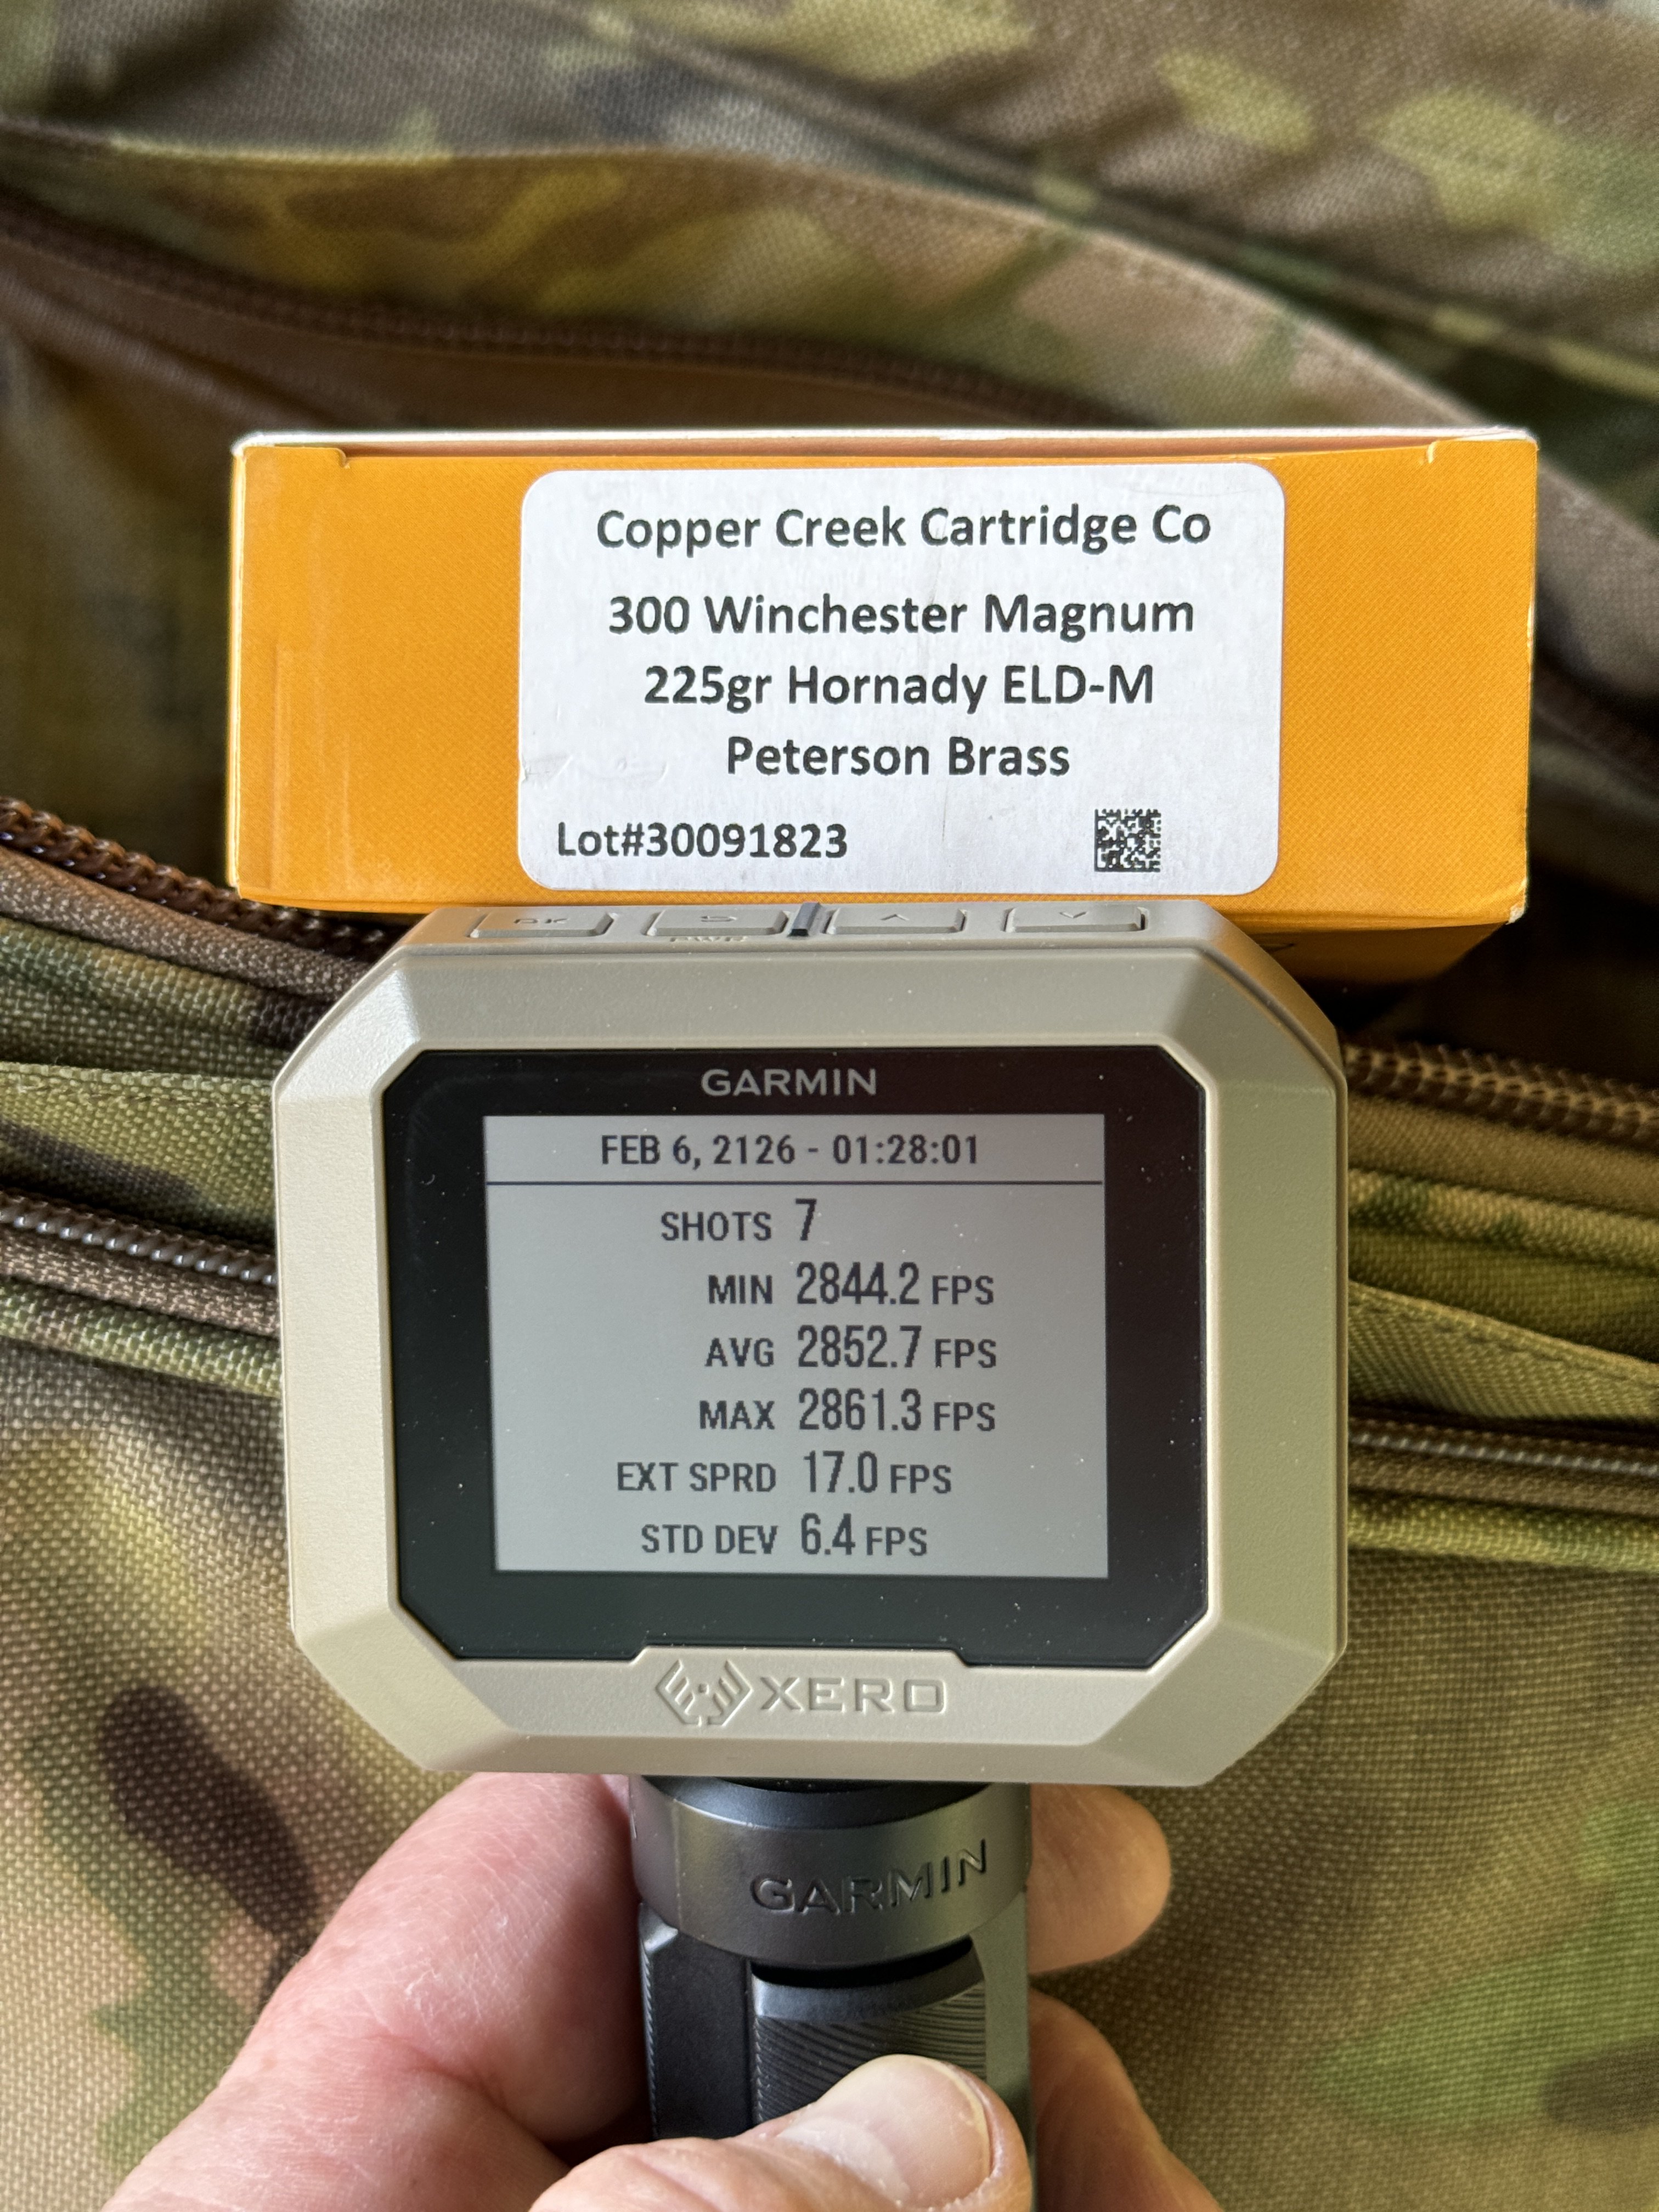 Copper Creek Cartridge Co
300 Winchester Magnum
225gr Hornady ELD-M
Peterson Brass
Lot#30091823
OK
PWR
GARMIN
FEB 6, 2126 - 01:28:01
SHOTS 7
MIN 2844.2 FPS
AVG 2852.7 FPS
MAX 2861.3 FPS
EXT SPRD 17.0 FPS
STD DEV 6.4 FPS
XERO
GARMIN